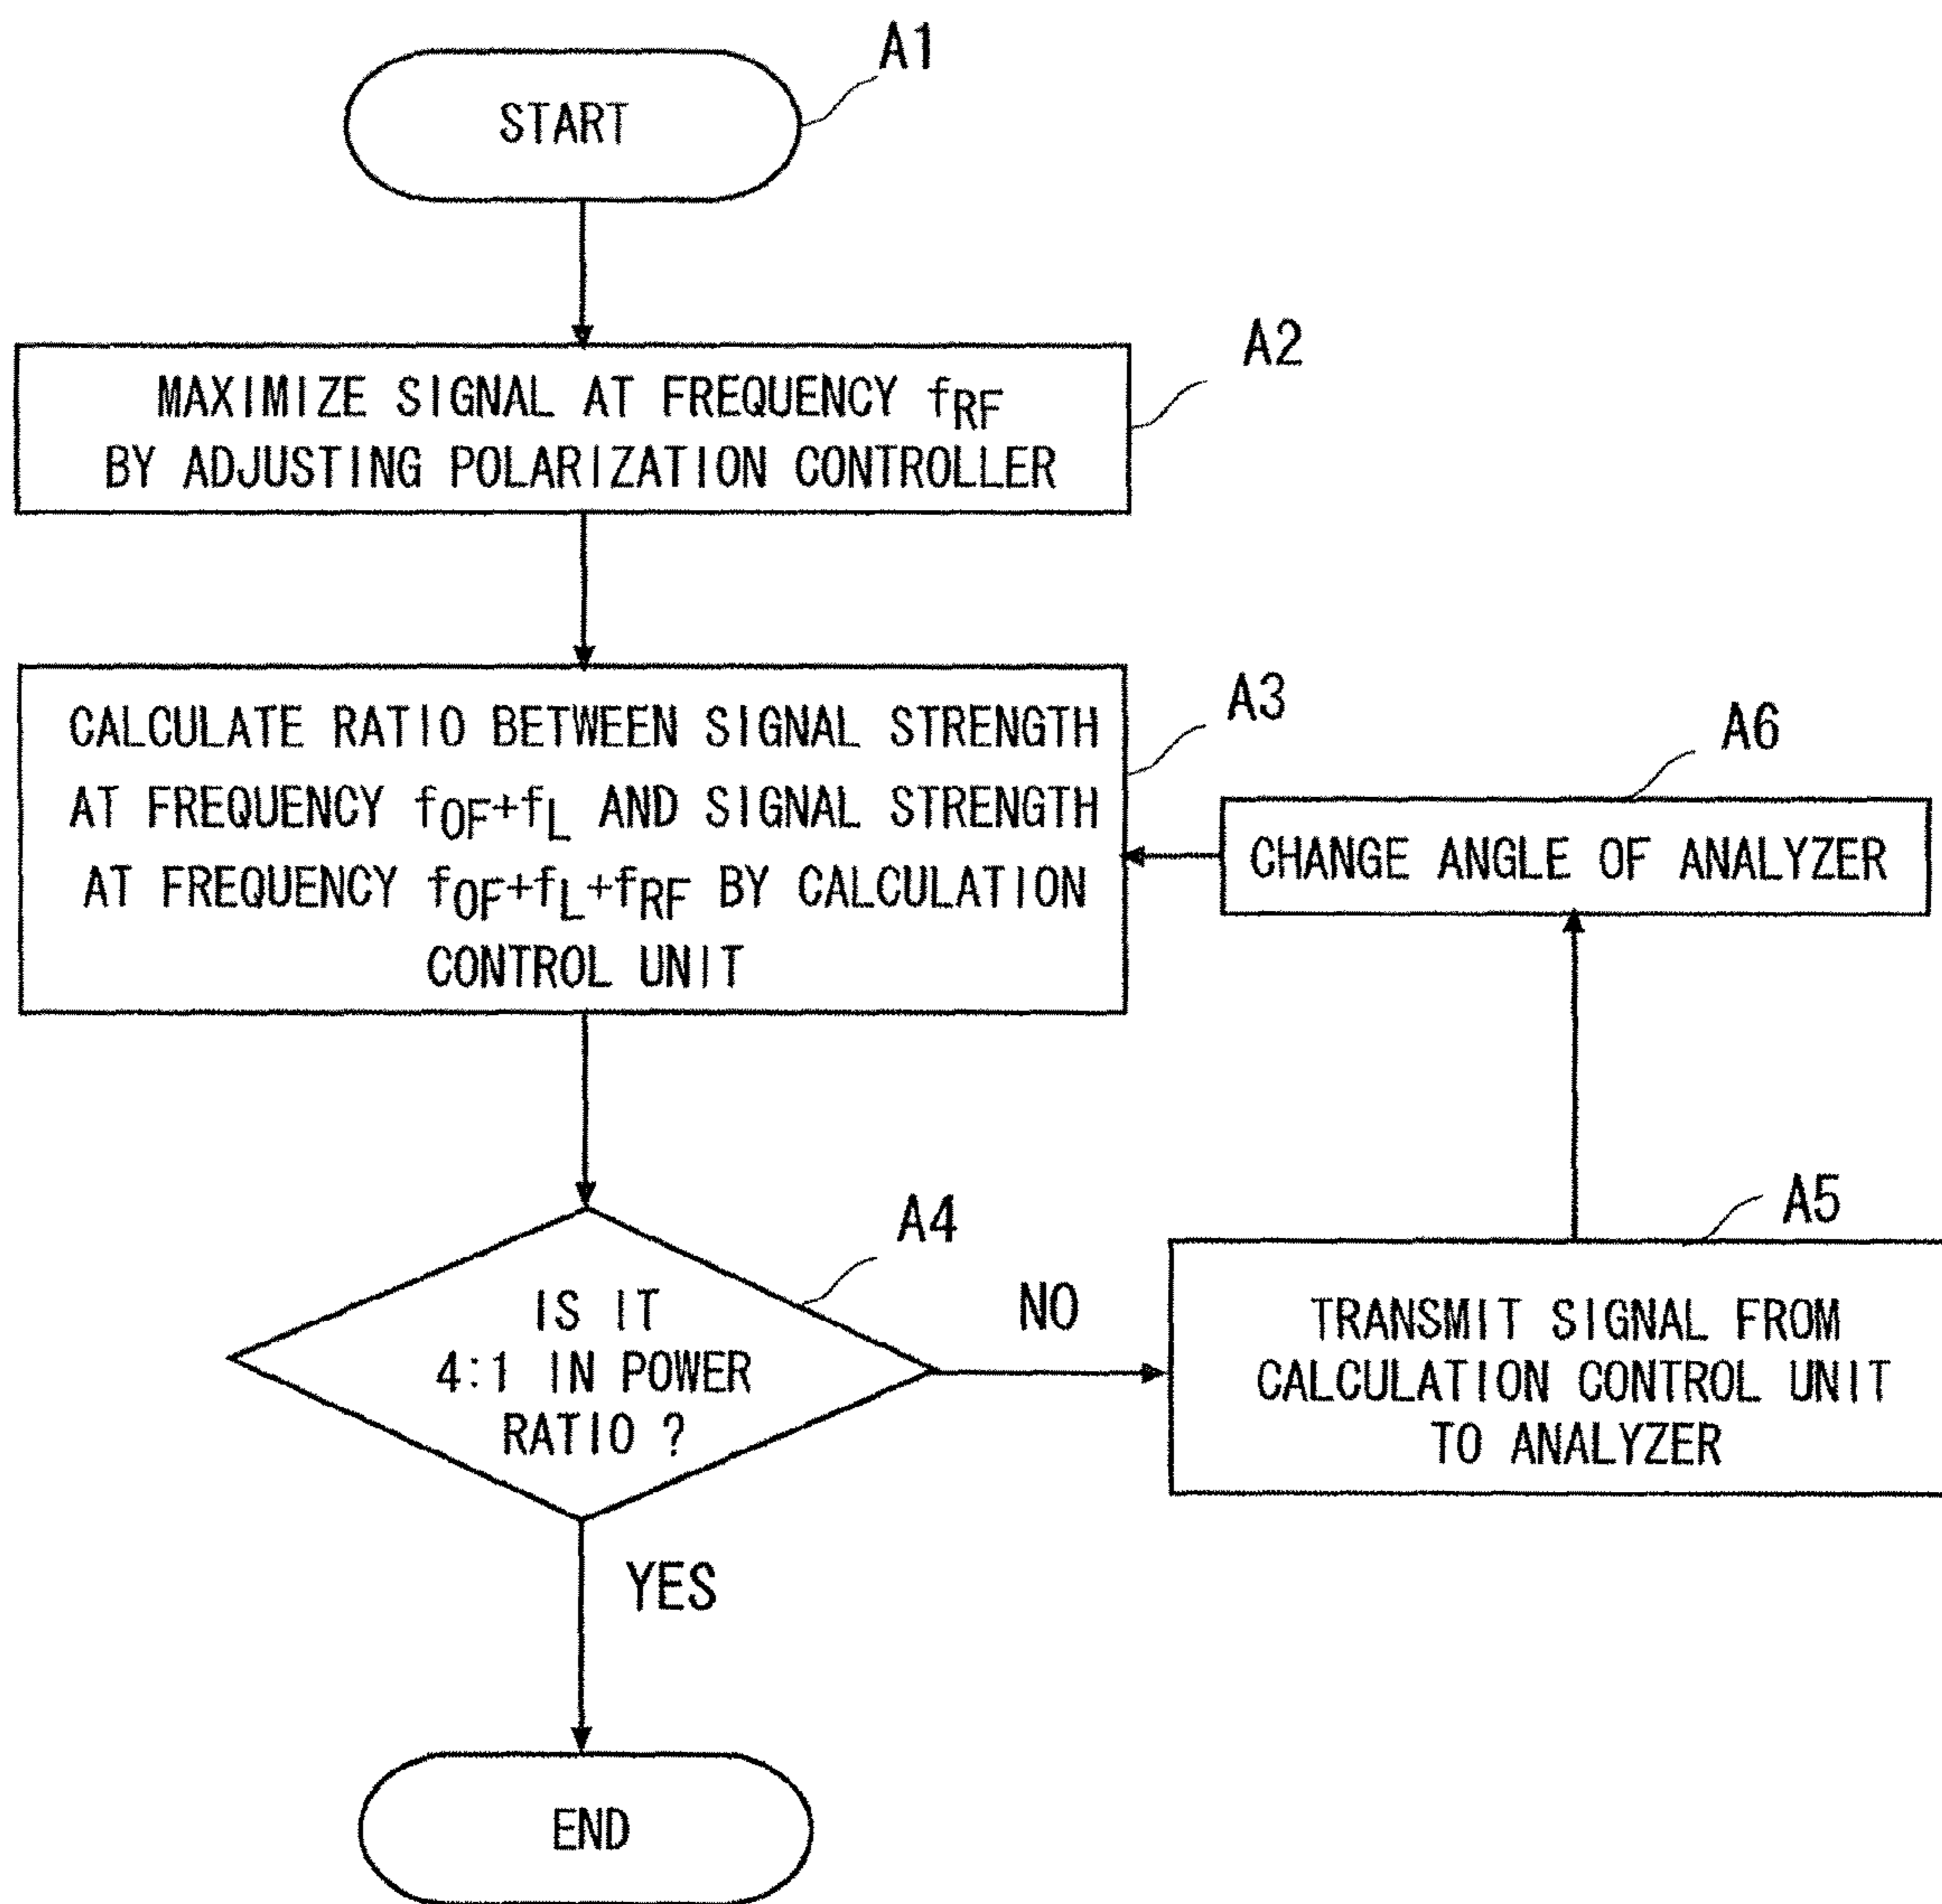 START
A1
MAXIMIZE SIGNAL AT FREQUENCY fRF
BY ADJUSTING POLARIZATION CONTROLLER
A2
CALCULATE RATIO BETWEEN SIGNAL STRENGTH
AT FREQUENCY fOF+fL AND SIGNAL STRENGTH
AT FREQUENCY fOF+fL+fRF BY CALCULATION
CONTROL UNIT
A3
A6
CHANGE ANGLE OF ANALYZER
IS IT
4:1 IN POWER
RATIO ?
A4
NO
A5
TRANSMIT SIGNAL FROM
CALCULATION CONTROL UNIT
TO ANALYZER
YES
END